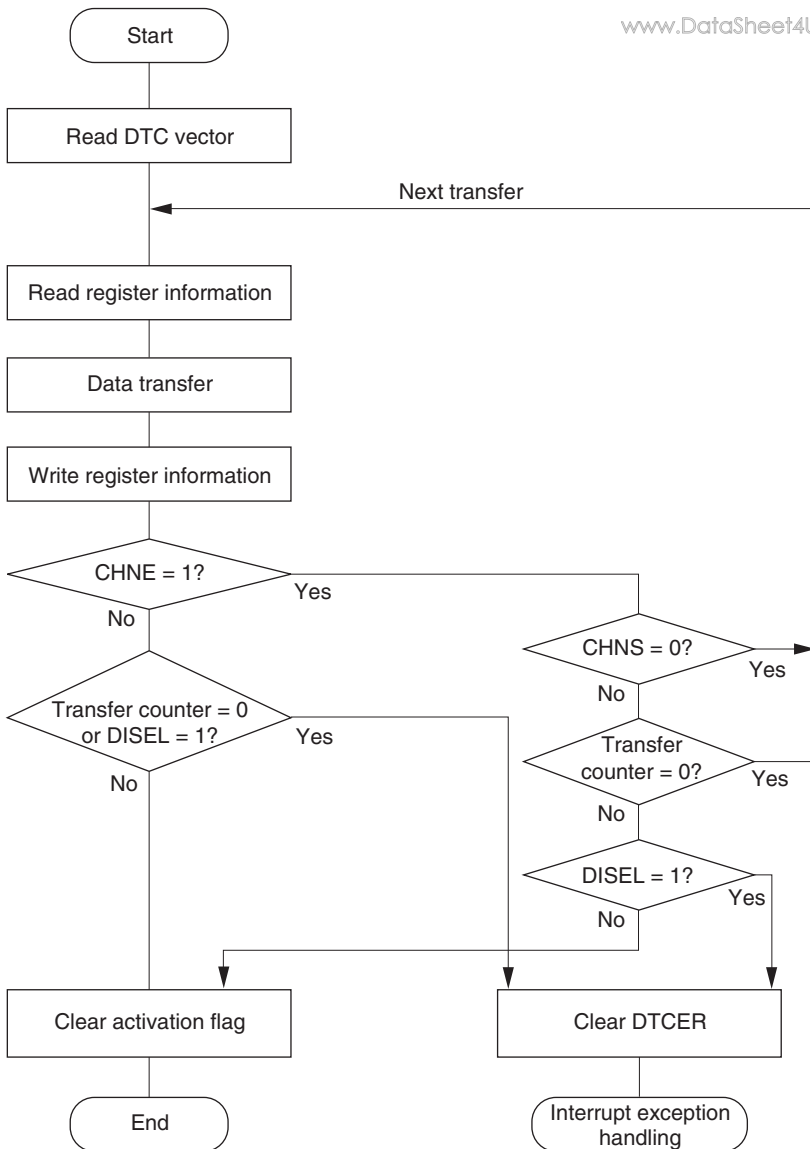 www.DataSheet4U
Start
Read DTC vector
Next transfer
Read register information
Data transfer
Write register information
CHNE = 1?
Yes
No
CHNS = 0?
Yes
No
Transfer counter = 0
or DISEL = 1?
Yes
No
Transfer
counter = 0?
Yes
No
DISEL = 1?
Yes
No
Clear activation flag
Clear DTCER
End
Interrupt exception
handling